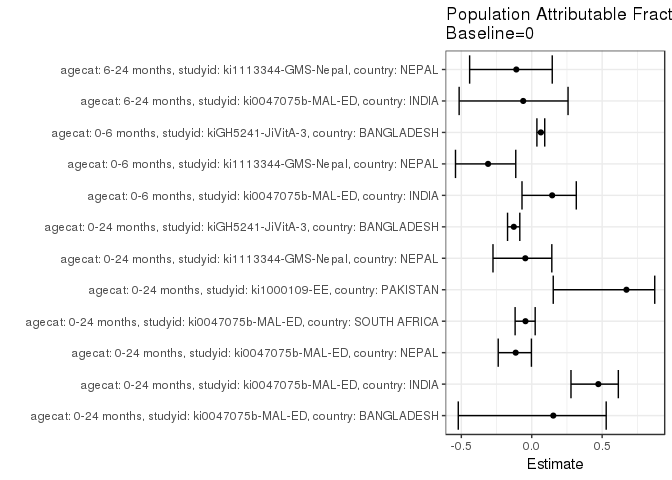 Population Attributable Fract
Baseline=0
agecat: 6-24 months, studyid: ki1113344-GMS-Nepal, country: NEPAL
agecat: 6-24 months, studyid: ki0047075b-MAL-ED, country: INDIA
agecat: 0-6 months, studyid: kiGH5241-JiVitA-3, country: BANGLADESH
agecat: 0-6 months, studyid: ki1113344-GMS-Nepal, country: NEPAL
agecat: 0-6 months, studyid: ki0047075b-MAL-ED, country: INDIA
agecat: 0-24 months, studyid: kiGH5241-JiVitA-3, country: BANGLADESH
agecat: 0-24 months, studyid: ki1113344-GMS-Nepal, country: NEPAL
agecat: 0-24 months, studyid: ki1000109-EE, country: PAKISTAN
agecat: 0-24 months, studyid: ki0047075b-MAL-ED, country: SOUTH AFRICA
agecat: 0-24 months, studyid: ki0047075b-MAL-ED, country: NEPAL
agecat: 0-24 months, studyid: ki0047075b-MAL-ED, country: INDIA
agecat: 0-24 months, studyid: ki0047075b-MAL-ED, country: BANGLADESH
-0.5 0.0 0.5
Estimate